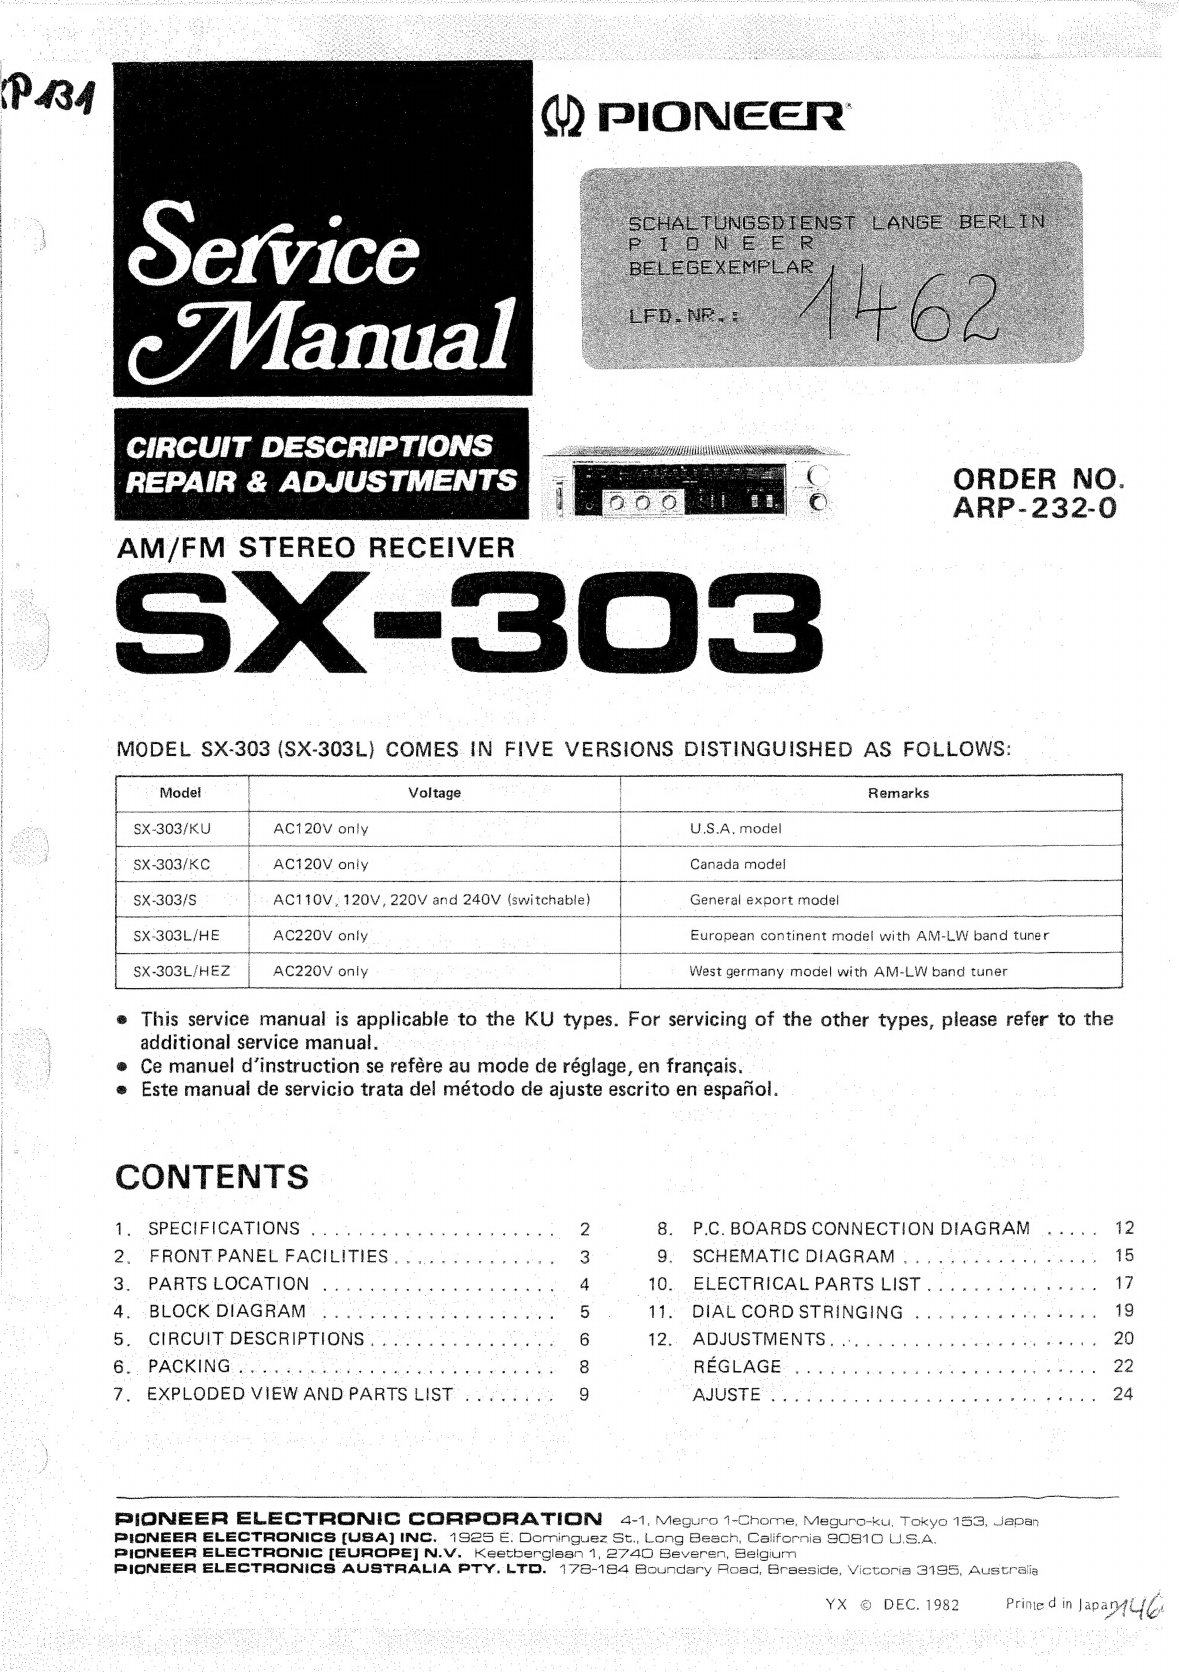 P131
Service
Manual
PIONEER
SCHALTUNGSDIENST LANGE BERLIN
P I O N E E R
BELEGEXEMPLAR
LFD.NR.: 1462
CIRCUIT DESCRIPTIONS
REPAIR & ADJUSTMENTS
ORDER NO.
ARP-232-0
AM/FM STEREO RECEIVER
SX-303
MODEL SX-303 (SX-303L) COMES IN FIVE VERSIONS DISTINGUISHED AS FOLLOWS:
Model Voltage Remarks
SX-303/KU AC120V only U.S.A. model
SX-303/KC AC120V only Canada model
SX-303/S AC110V, 120V, 220V and 240V (switchable) General export model
SX-303L/HE AC220V only European continent model with AM-LW band tuner
SX-303L/HEZ AC220V only West germany model with AM-LW band tuner
• This service manual is applicable to the KU types. For servicing of the other types, please refer to the
additional service manual.
• Ce manuel d'instruction se refère au mode de réglage, en français.
• Este manual de servicio trata del método de ajuste escrito en español.
CONTENTS
1. SPECIFICATIONS ...................... 2
2. FRONT PANEL FACILITIES .............. 3
3. PARTS LOCATION ..................... 4
4. BLOCK DIAGRAM ..................... 5
5. CIRCUIT DESCRIPTIONS ................. 6
6. PACKING ............................ 8
7. EXPLODED VIEW AND PARTS LIST ........ 9
8. P.C. BOARDS CONNECTION DIAGRAM ..... 12
9. SCHEMATIC DIAGRAM .................. 15
10. ELECTRICAL PARTS LIST ................ 17
11. DIAL CORD STRINGING ................. 19
12. ADJUSTMENTS ......................... 20
RÉGLAGE ............................ 22
AJUSTE .............................. 24
PIONEER ELECTRONIC CORPORATION 4-1, Meguro 1-Chome, Meguro-ku, Tokyo 153, Japan
PIONEER ELECTRONICS [USA] INC. 1925 E. Dominguez St., Long Beach, California 90810 U.S.A.
PIONEER ELECTRONIC [EUROPE] N.V. Keetberglaan 1, 2740 Beveren, Belgium
PIONEER ELECTRONICS AUSTRALIA PTY. LTD. 178-184 Boundary Road, Braeside, Victoria 3195, Australia
YX © DEC. 1982 Printed in Japan